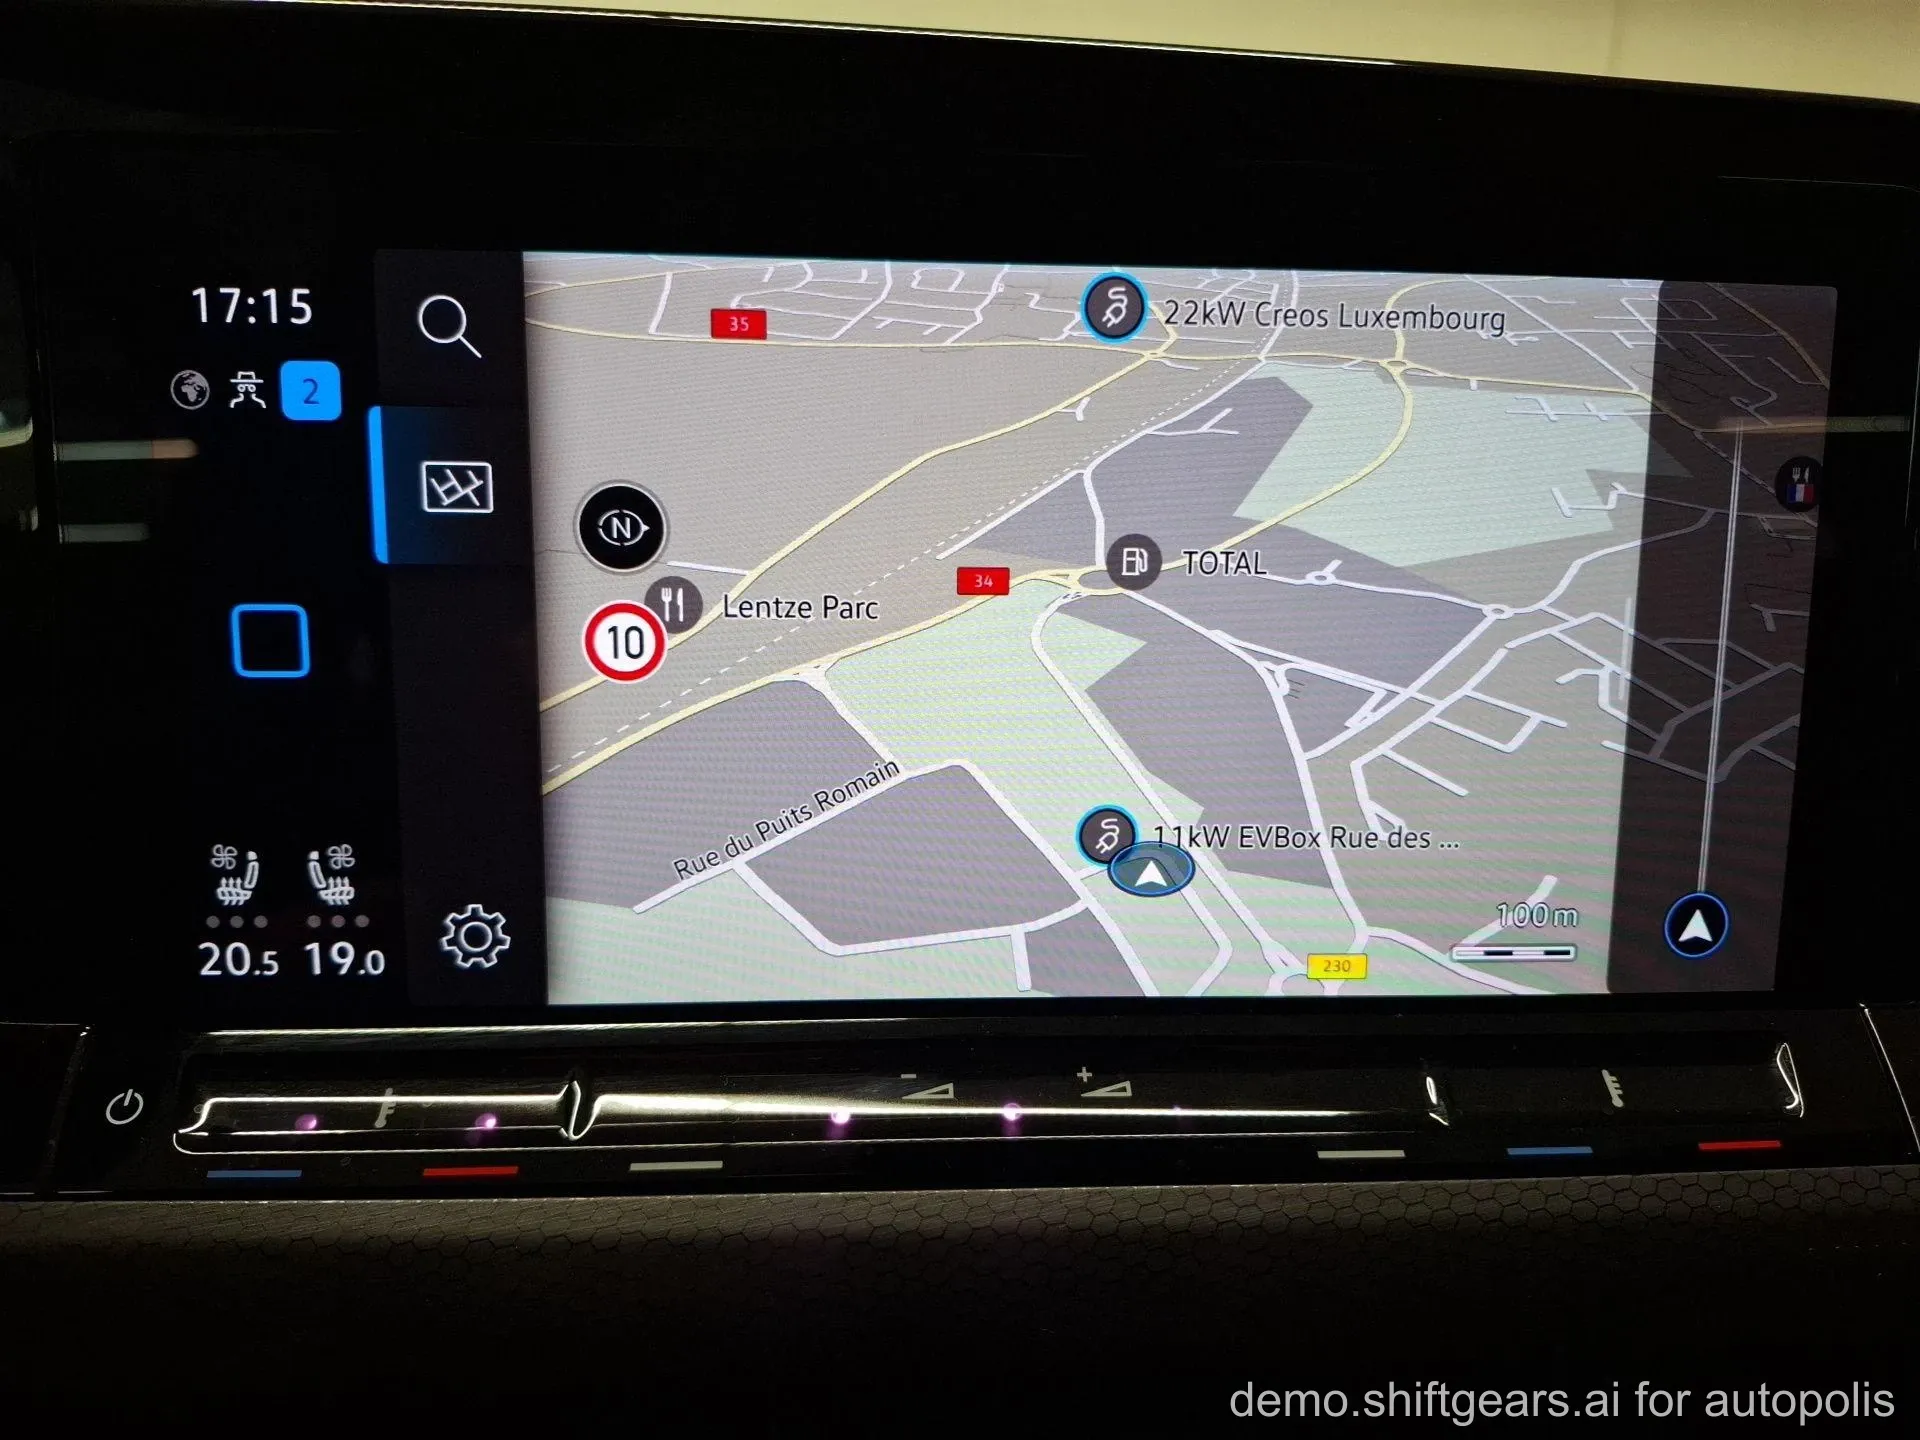 17:15
2
35
22kW Creos Luxembourg
N
34
TOTAL
Lentze Parc
10
Rue du Puits Romain
11kW EVBox Rue des ...
100m
230
20.5 19.0
- +
demo.shiftgears.ai for autopolis